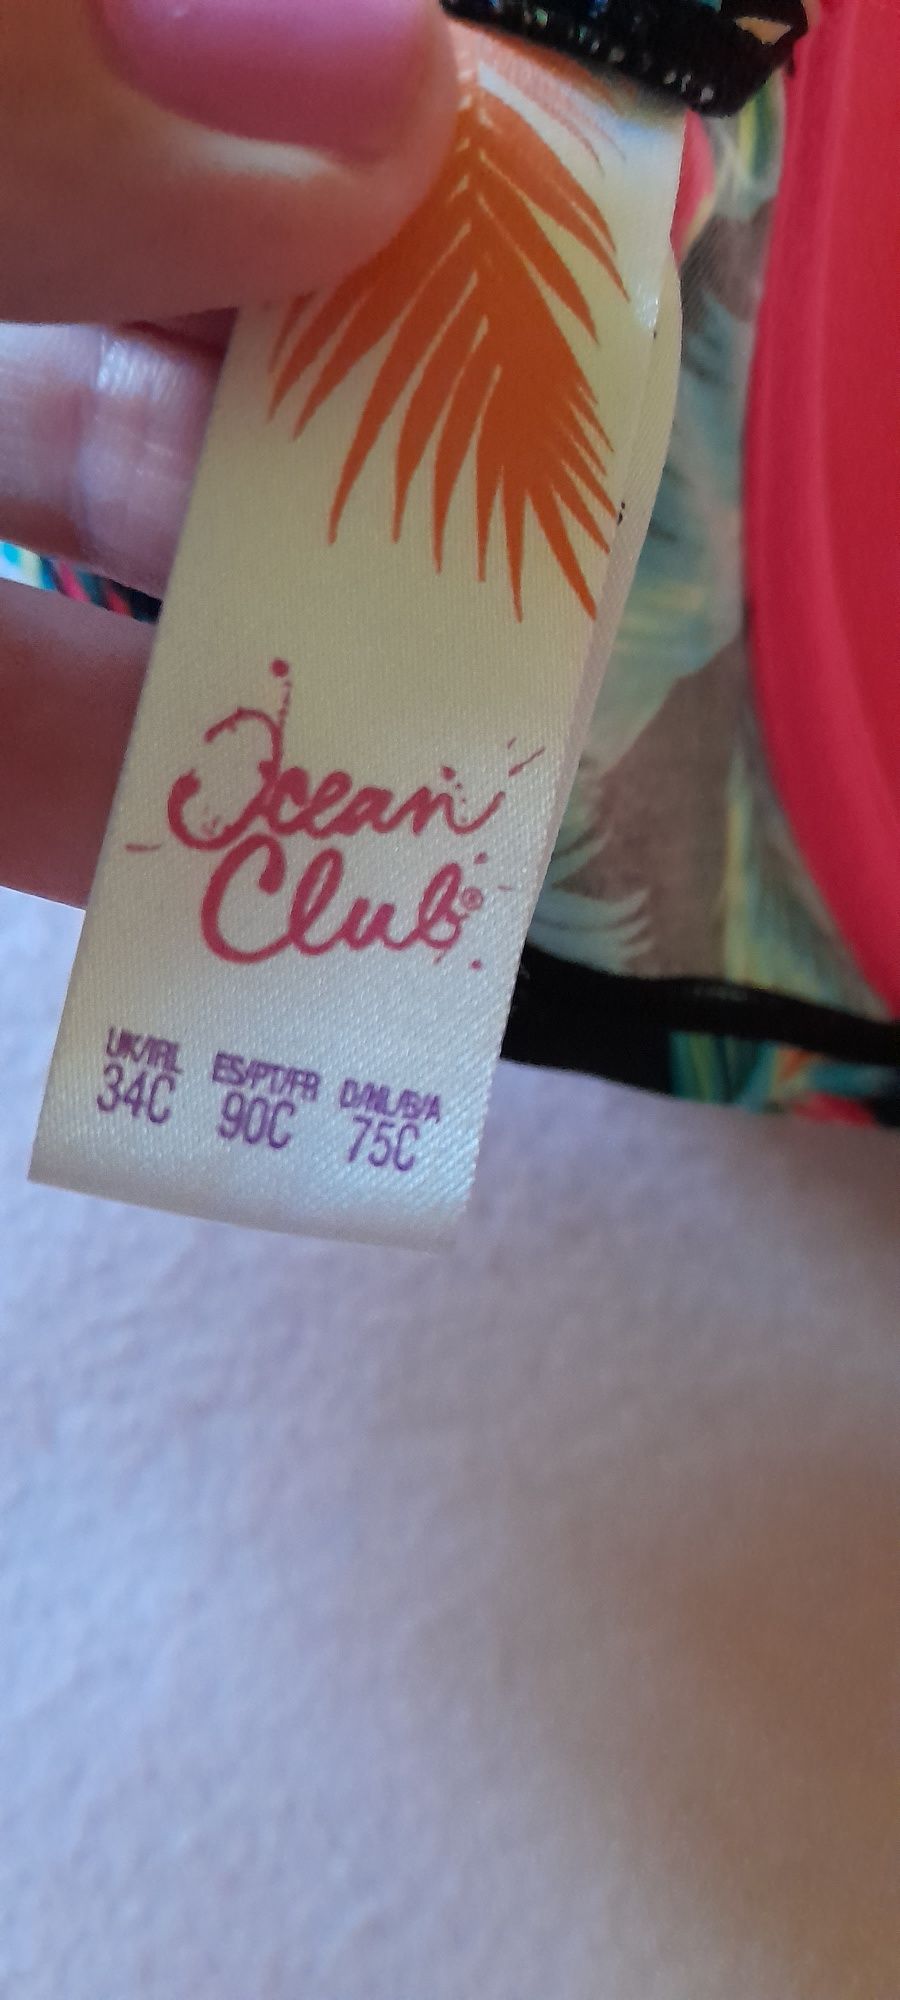 Ocean
Club®
UK/IRL ES/PT/FR D/NL/B/A
34C 90C 75C